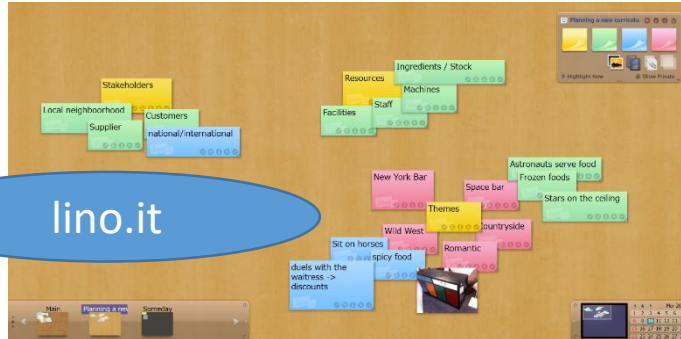 Planning a new curriculu
Highlight New
Show Private
Stakeholders
Local neighboorhood
Customers
Supplier
national/international
Ingredients / Stock
Resources
Machines
Staff
Facilities
Astronauts serve food
Frozen foods
New York Bar
Space bar
Stars on the ceiling
Themes
Countryside
Wild West
Romantic
Sit on horses
spicy food
duels with the
waitress ->
discounts
lino.it
Main
Planning a new
Someday